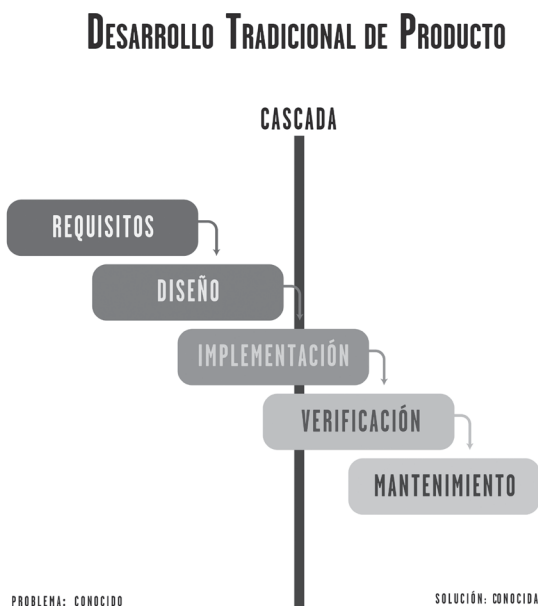 DESARROLLO TRADICIONAL DE PRODUCTO
CASCADA
REQUISITOS
DISEÑO
IMPLEMENTACIÓN
VERIFICACIÓN
MANTENIMIENTO
PROBLEMA: CONOCIDO
SOLUCIÓN: CONOCIDA